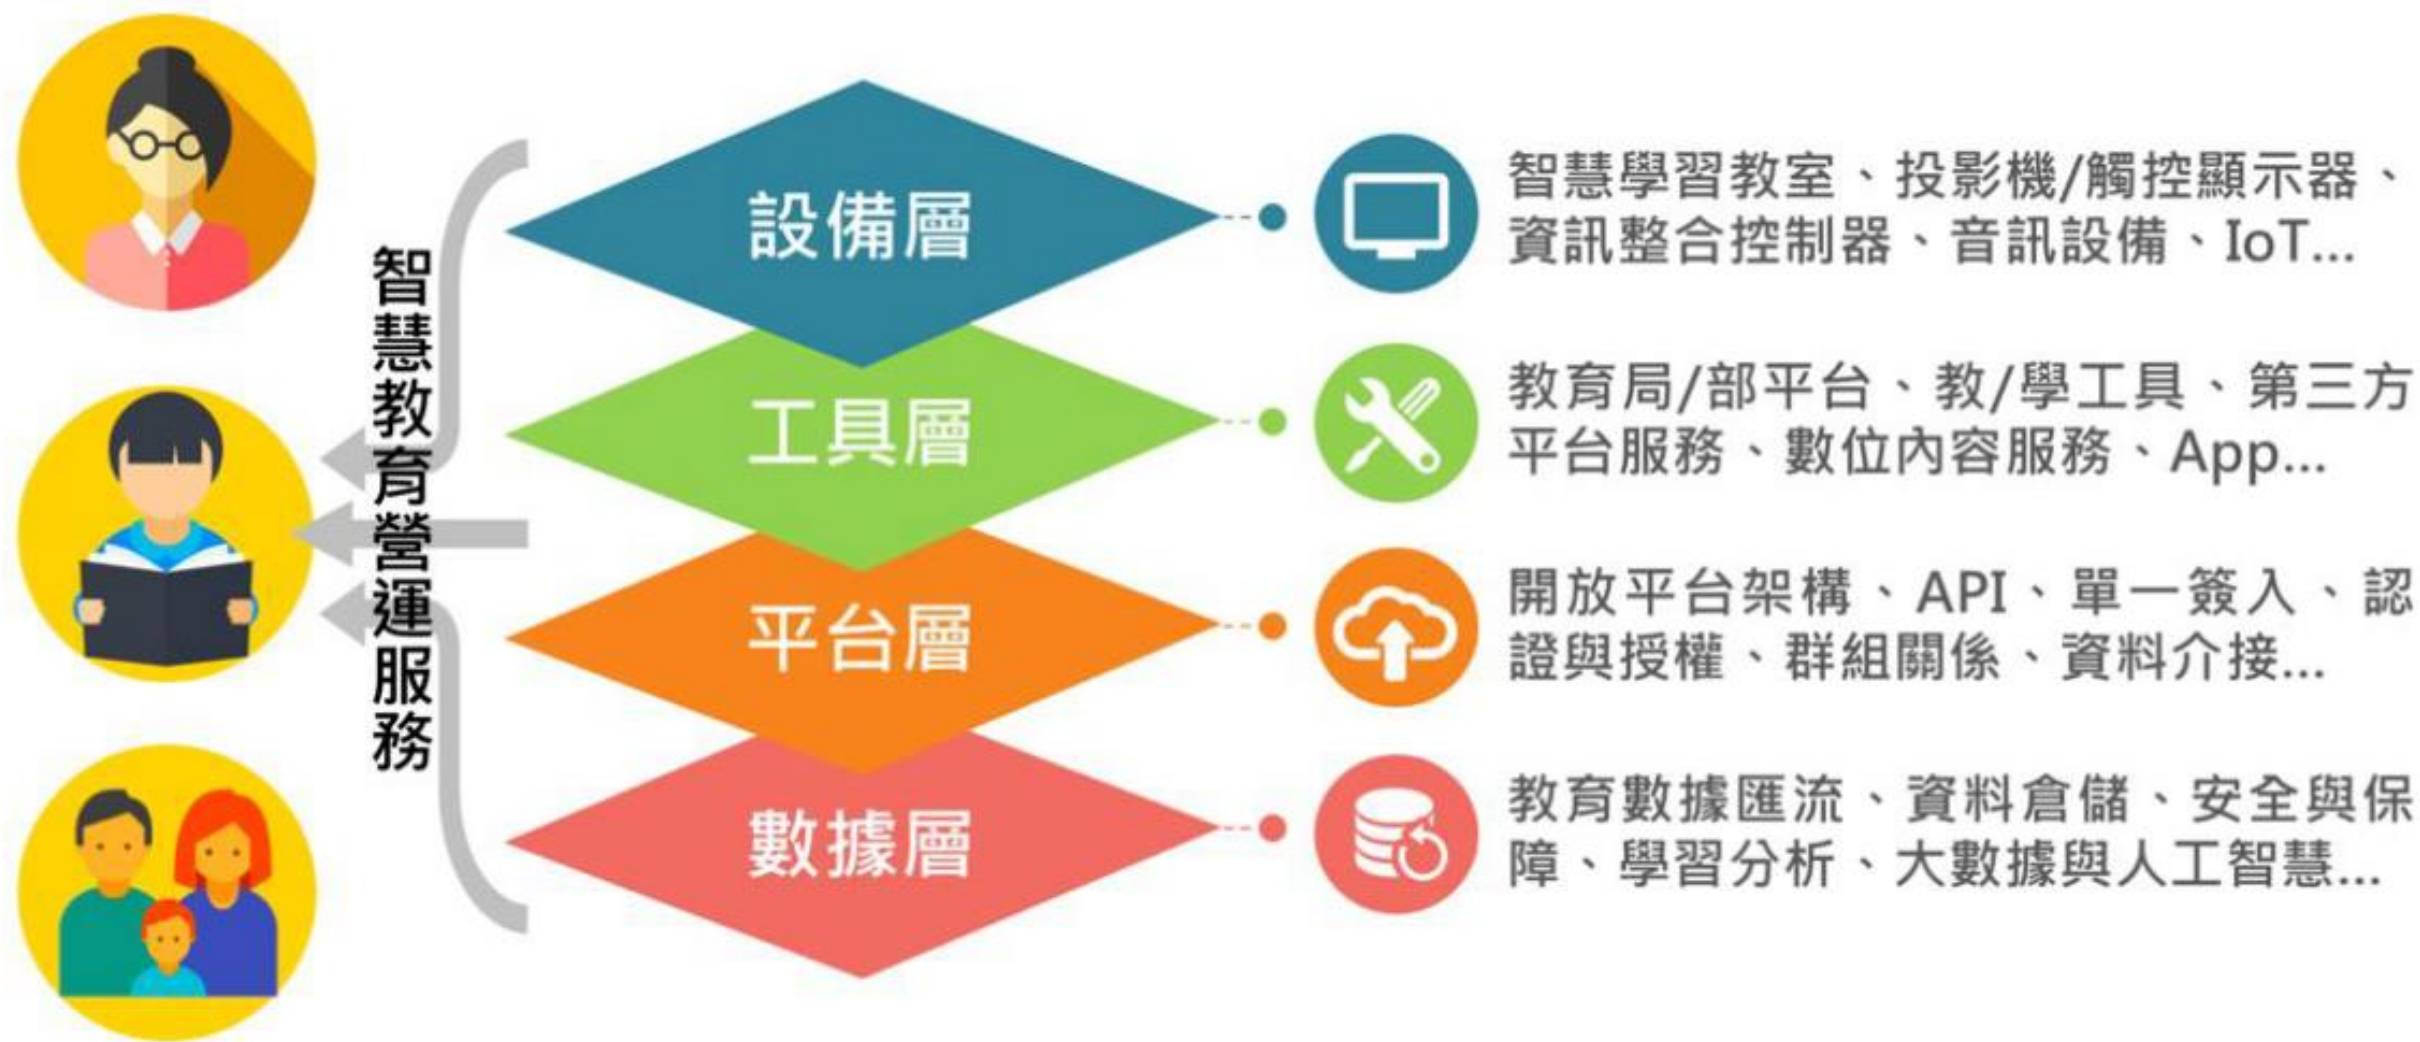 智慧教育營運服務
設備層
智慧學習教室、投影機/觸控顯示器、
資訊整合控制器、音訊設備、IoT...
工具層
教育局/部平台、教/學工具、第三方
平台服務、數位內容服務、App...
平台層
開放平台架構、API、單一簽入、認
證與授權、群組關係、資料介接...
數據層
教育數據匯流、資料倉儲、安全與保
障、學習分析、大數據與人工智慧...